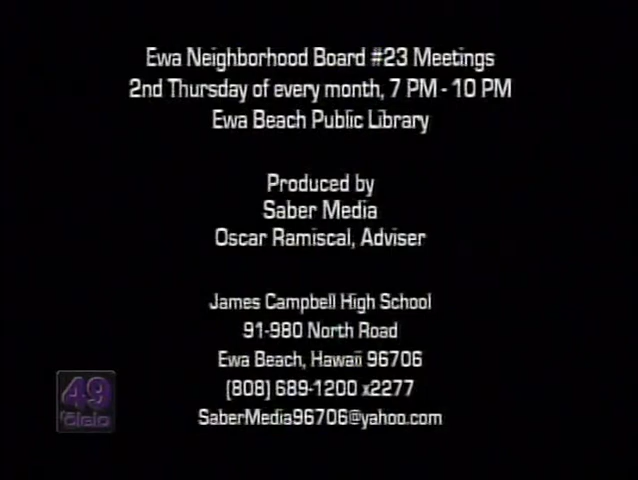 Ewa Neighborhood Board #23 Meetings
2nd Thursday of every month, 7 PM - 10 PM
Ewa Beach Public Library
Produced by
Saber Media
Oscar Ramiscal, Adviser
James Campbell High School
91-980 North Road
Ewa Beach, Hawaii 96706
(808) 689-1200 x2277
SaberMedia96706@yahoo.com
49
'Ōlelo